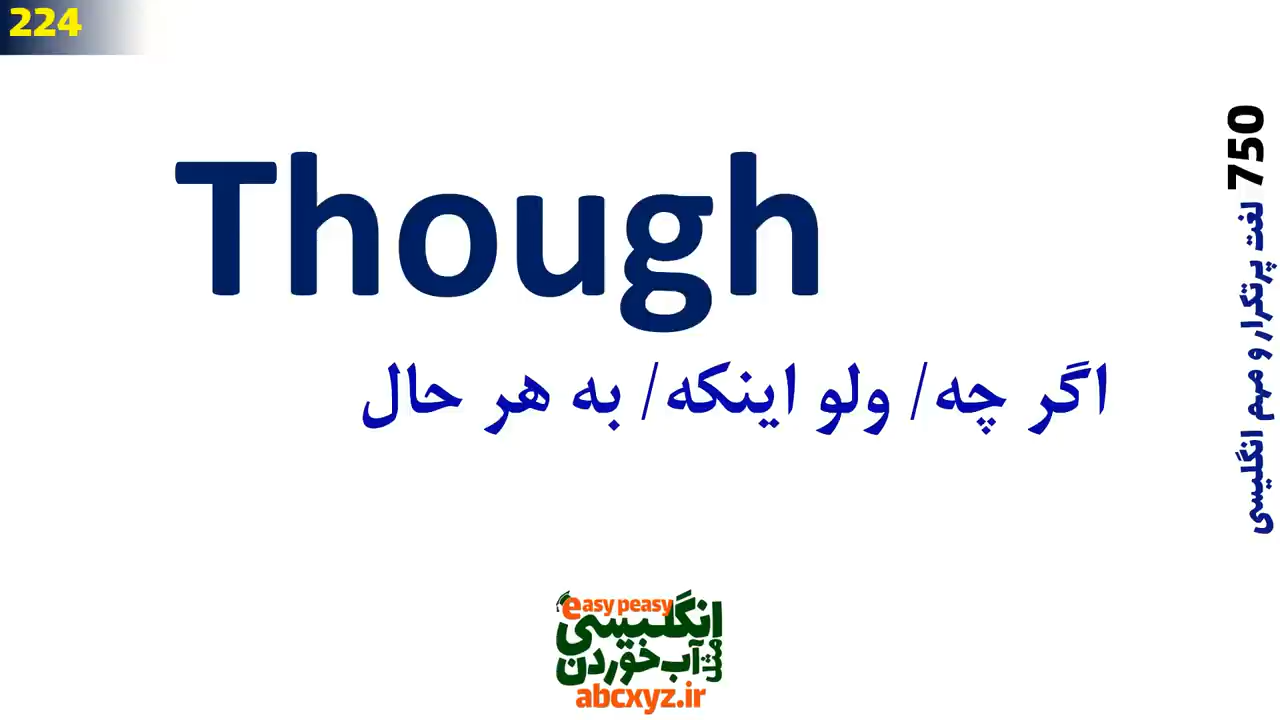 224
Though
اگر چه/ ولو اینکه/ به هر حال
750 لغت پرتکرار و مهم انگلیسی
easy peasy
انگلیسی
مثل آب خوردن
abcxyz.ir